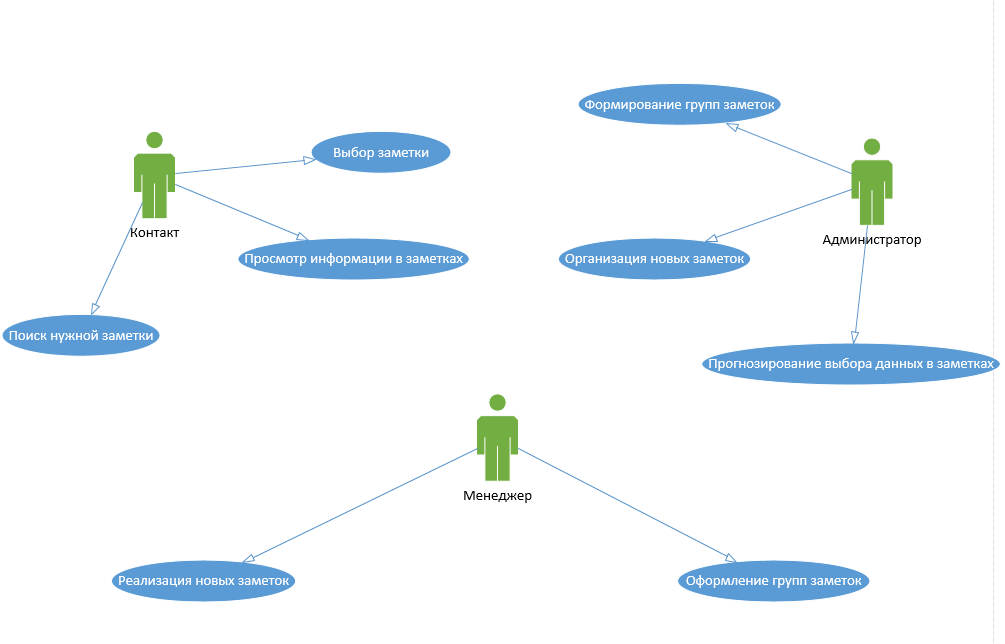 Формирование групп заметок
Выбор заметки
Контакт
Администратор
Просмотр информации в заметках
Организация новых заметок
Поиск нужной заметки
Прогнозирование выбора данных в заметках
Менеджер
Реализация новых заметок
Оформление групп заметок